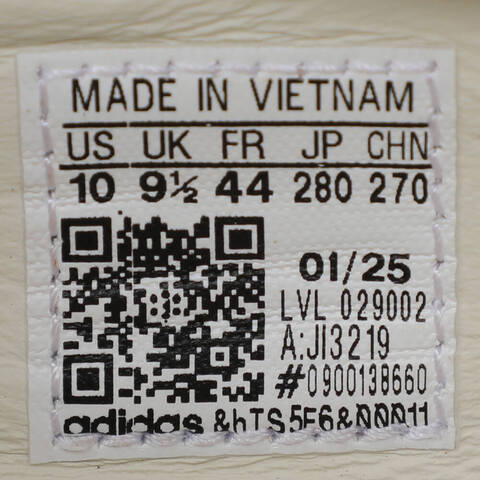 MADE IN VIETNAM
US UK FR JP CHN
10 9½ 44 280 270
01/25
LVL 029002
A:JI3219
#0900138660
adidas